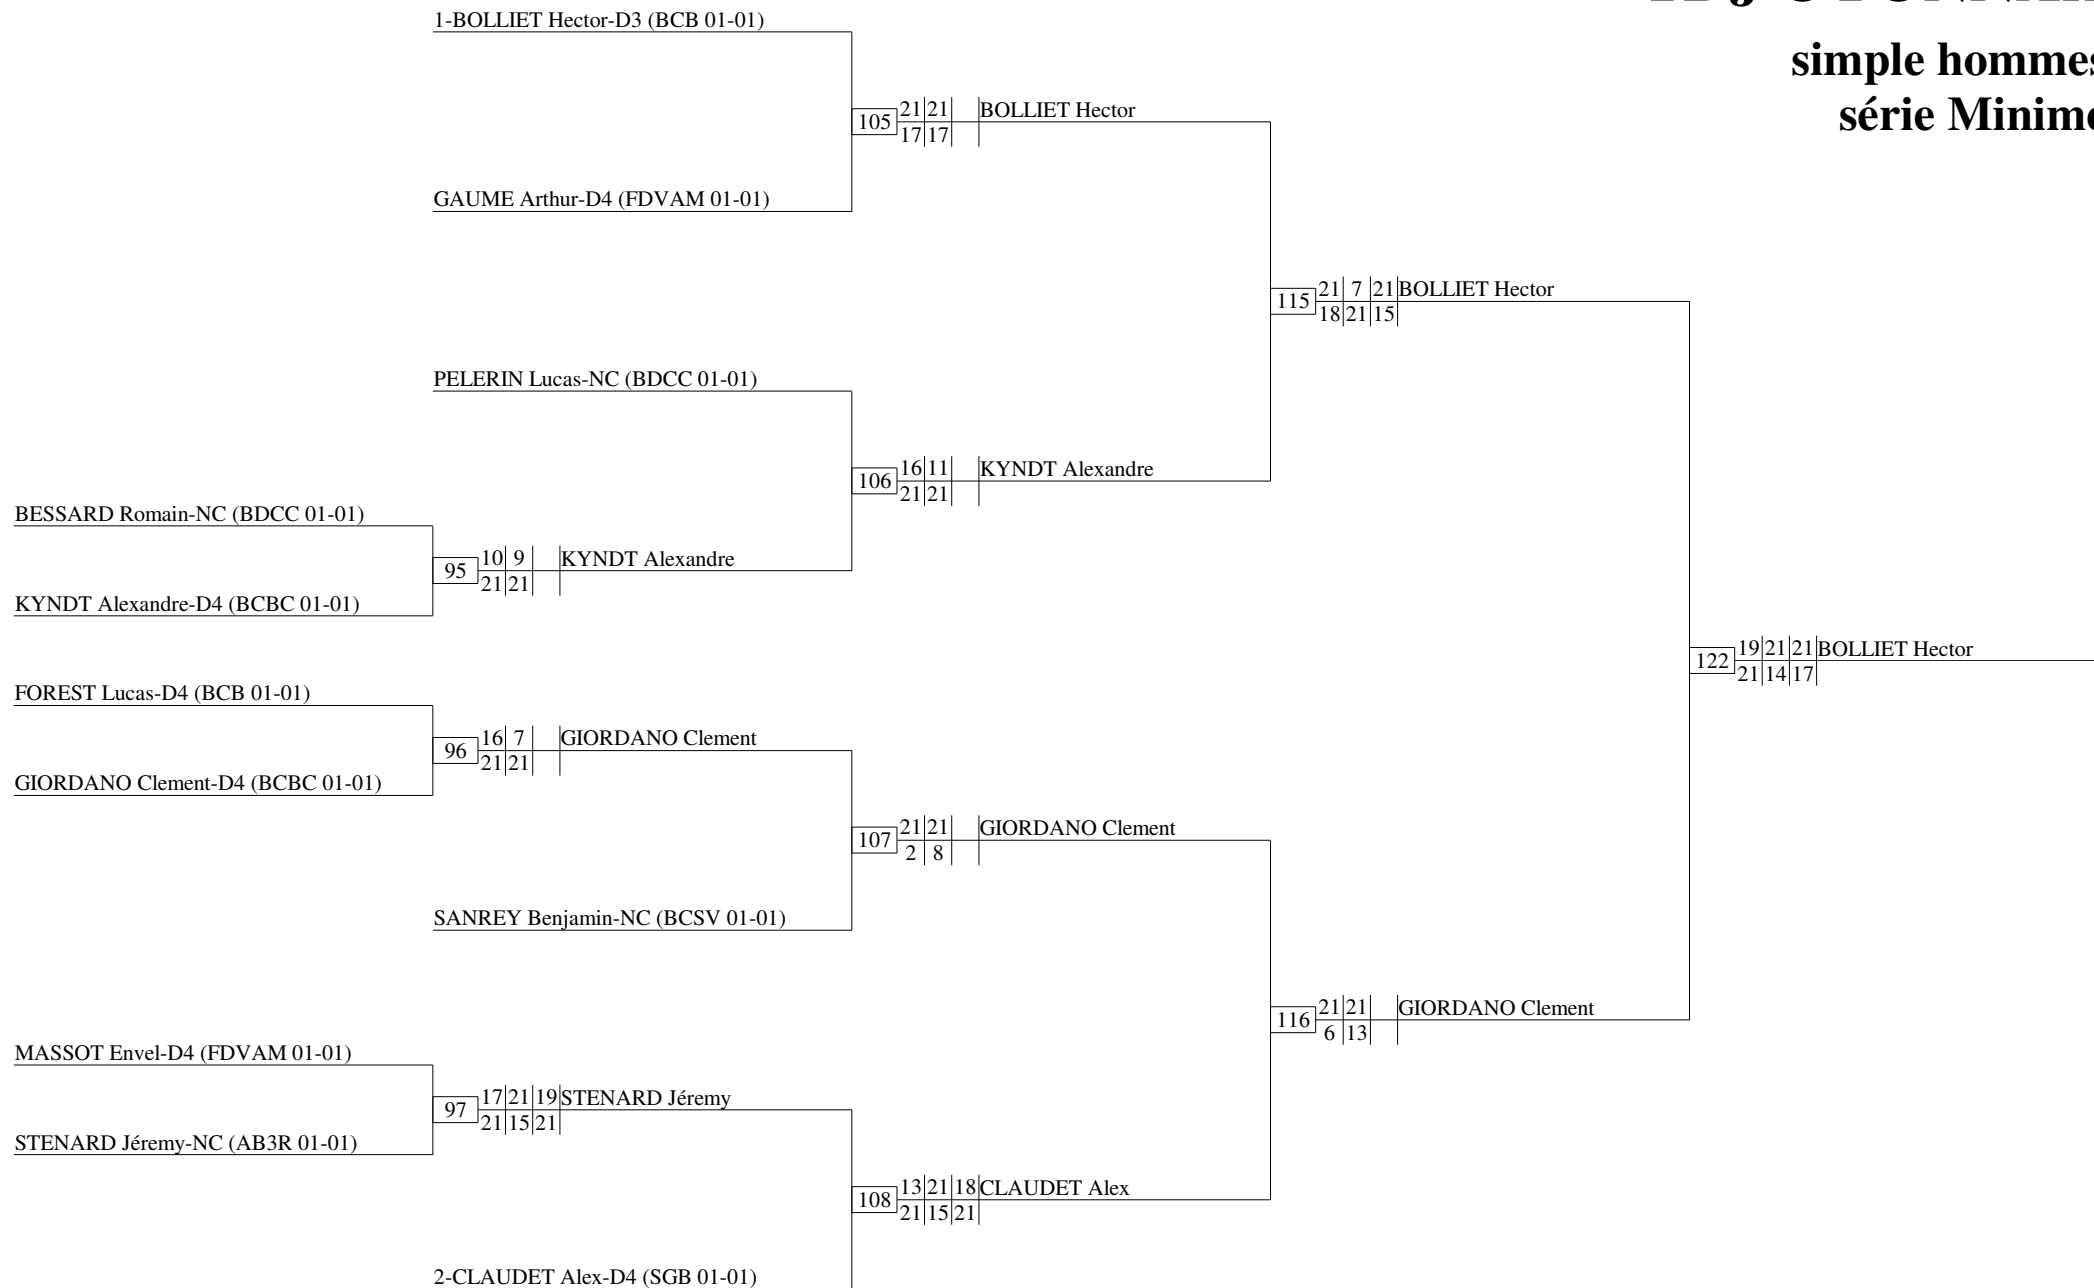 1-BOLLIET Hector-D3 (BCB 01-01)
simple hommes
série
105 21 21 BOLLIET Hector
17 17
GAUME Arthur-D4 (FDVAM 01-01)
115 21 7 21 BOLLIET Hector
18 21 15
PELERIN Lucas-NC (BDCC 01-01)
106 16 11 KYNDT Alexandre
21 21
BESSARD Romain-NC (BDCC 01-01)
95 10 9 KYNDT Alexandre
21 21
KYNDT Alexandre-D4 (BCBC 01-01)
122 19 21 21 BOLLIET Hector
21 14 17
FOREST Lucas-D4 (BCB 01-01)
96 16 7 GIORDANO Clement
21 21
GIORDANO Clement-D4 (BCBC 01-01)
107 21 21 GIORDANO Clement
2 8
SANREY Benjamin-NC (BCSV 01-01)
116 21 21 GIORDANO Clement
6 13
MASSOT Envel-D4 (FDVAM 01-01)
97 17 21 19 STENARD Jéremy
21 15 21
STENARD Jéremy-NC (AB3R 01-01)
108 13 21 18 CLAUDET Alex
21 15 21
2-CLAUDET Alex-D4 (SGB 01-01)